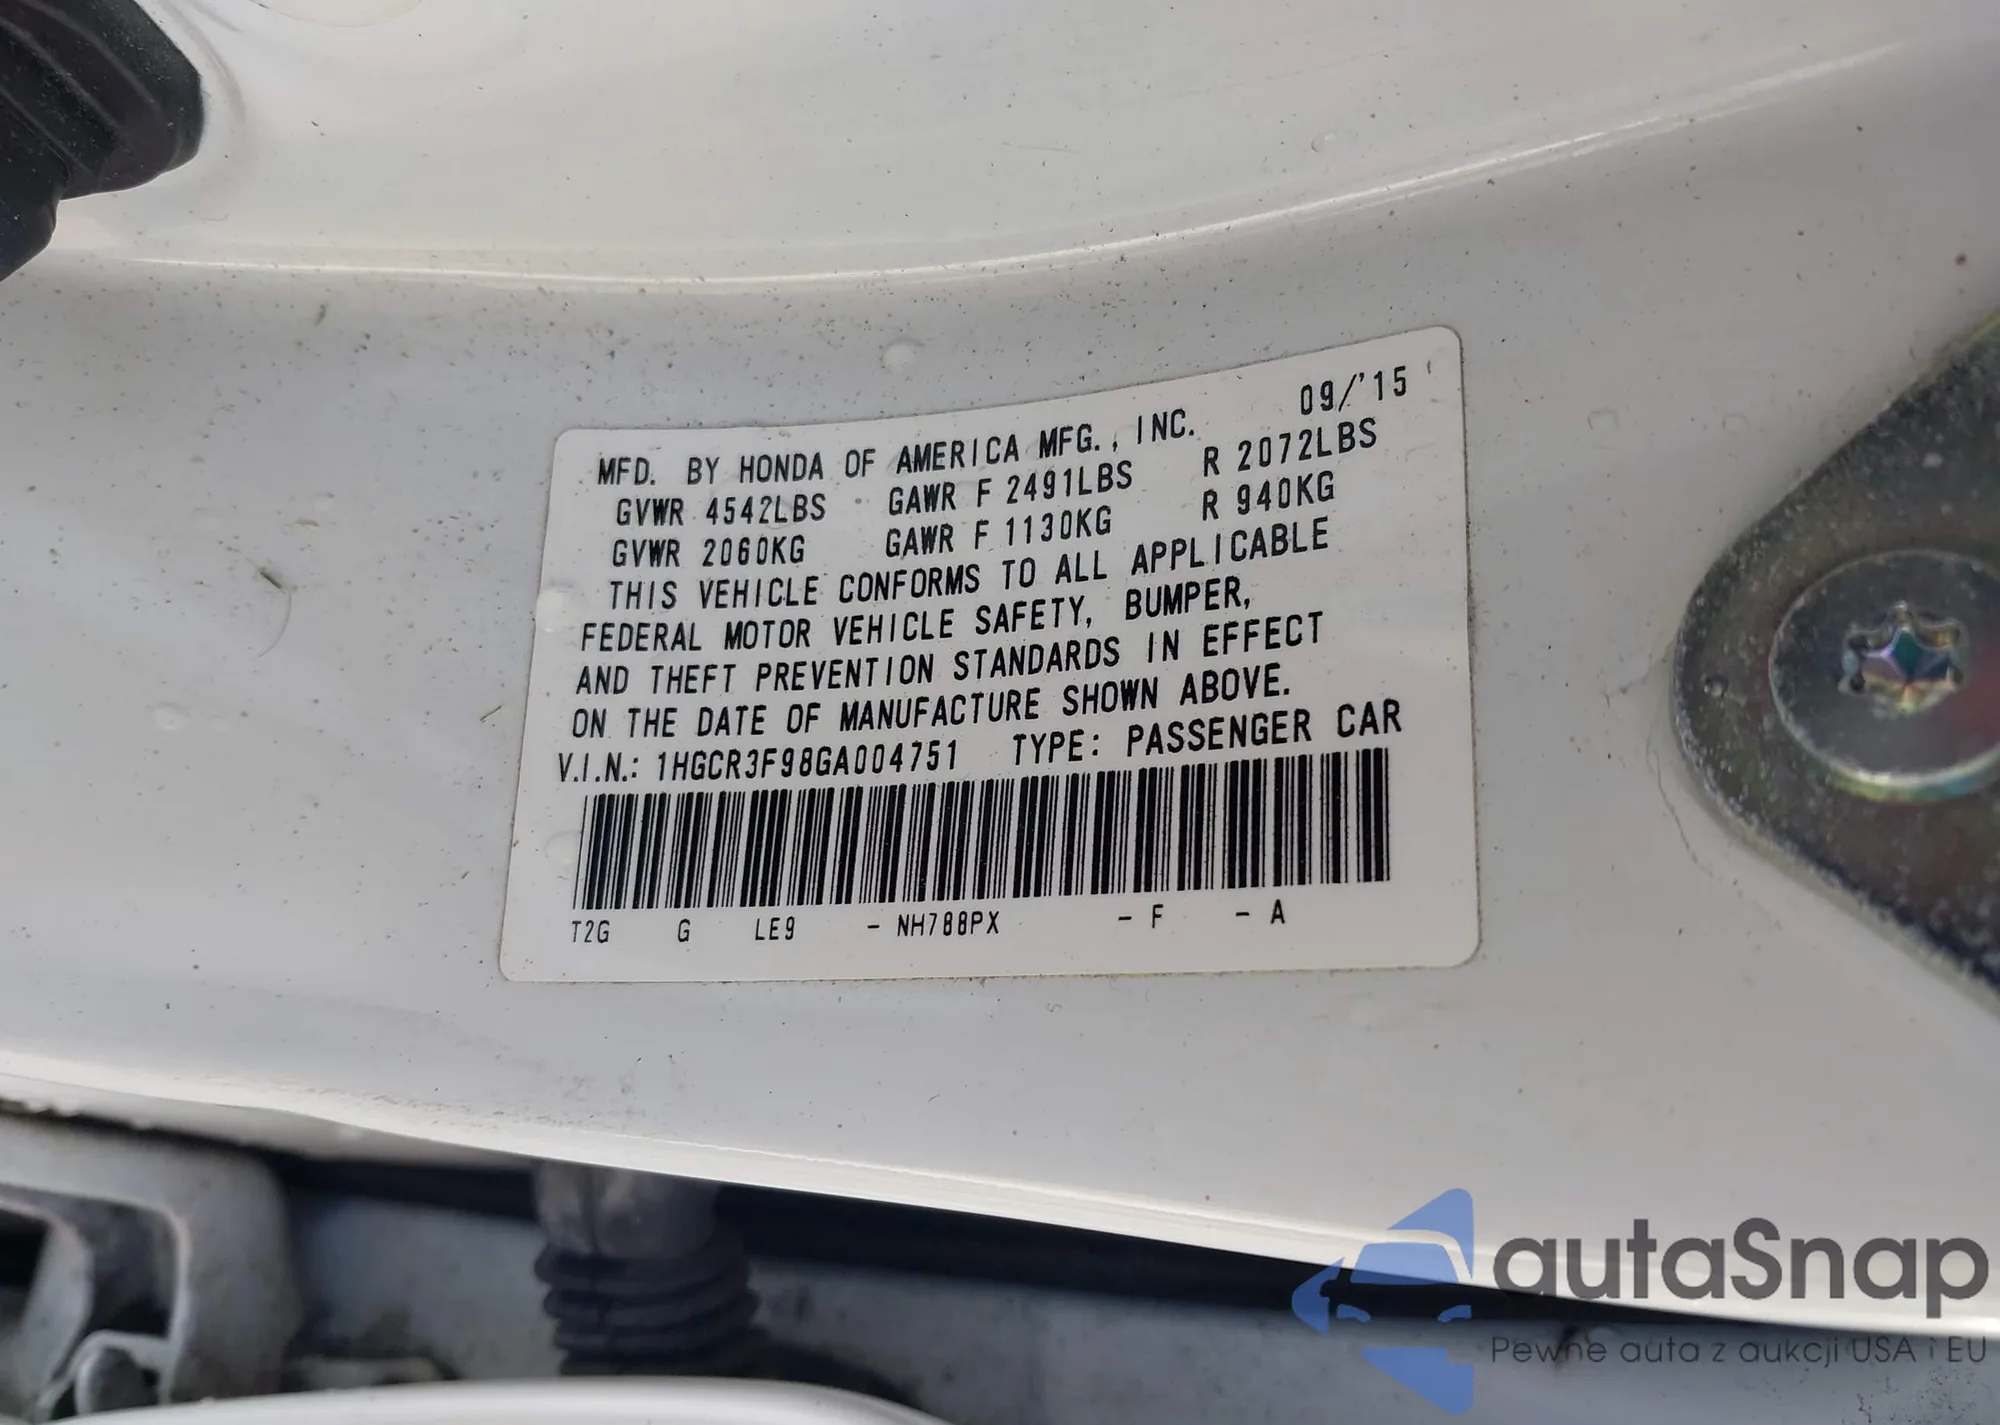 09/'15
MFD. BY HONDA OF AMERICA MFG., INC.
GVWR 4542LBS GAWR F 2491LBS R 2072LBS
GVWR 2060KG GAWR F 1130KG R 940KG
THIS VEHICLE CONFORMS TO ALL APPLICABLE
FEDERAL MOTOR VEHICLE SAFETY, BUMPER,
AND THEFT PREVENTION STANDARDS IN EFFECT
ON THE DATE OF MANUFACTURE SHOWN ABOVE.
V.I.N.: 1HGCR3F98GA004751 TYPE: PASSENGER CAR
T2G G LE9 - NH788PX - F - A
autaSnap
Pewne auta z aukcji USA i EU